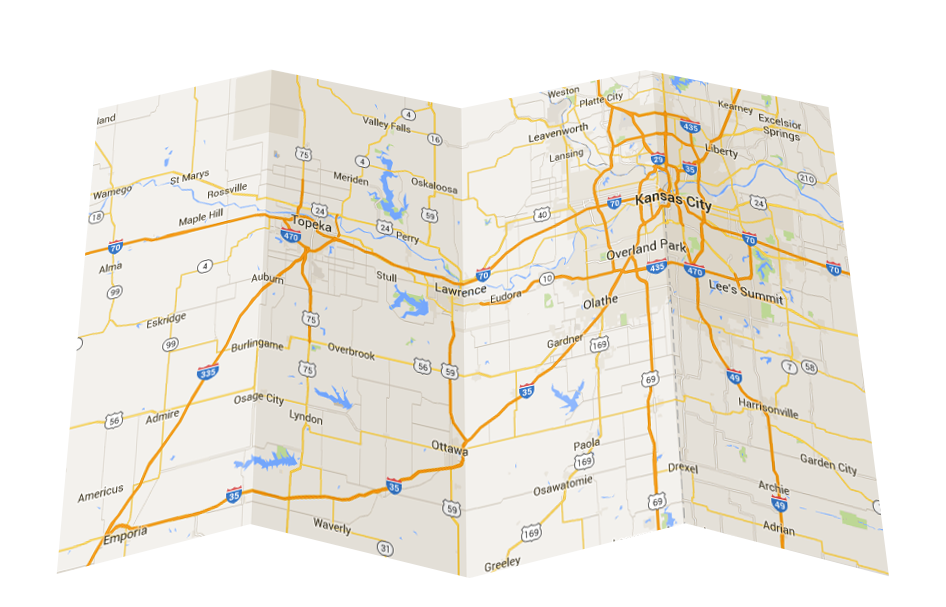 Weston
Platte City
Kearney
Excelsior
Springs
land
4
Valley Falls
16
Leavenworth
435
Liberty
75
4
Lansing
29
35
210
St Marys
Meriden
Oskaloosa
Wamego
Rossville
70
Kansas City
24
18
Maple Hill
24
59
40
Topeka
24
Perry
470
70
Overland Park
70
Alma
4
Auburn
Stull
70
435
470
70
99
Lawrence
Eudora
10
Lee's Summit
Olathe
Eskridge
75
99
Burlingame
Overbrook
Gardner
169
335
75
56
59
69
49
7
58
56
Admire
Osage City
Lyndon
35
Harrisonville
Ottawa
Paola
169
Drexel
Garden City
Americus
35
35
Osawatomie
Archie
59
69
49
Emporia
Waverly
169
Adrian
31
Greeley